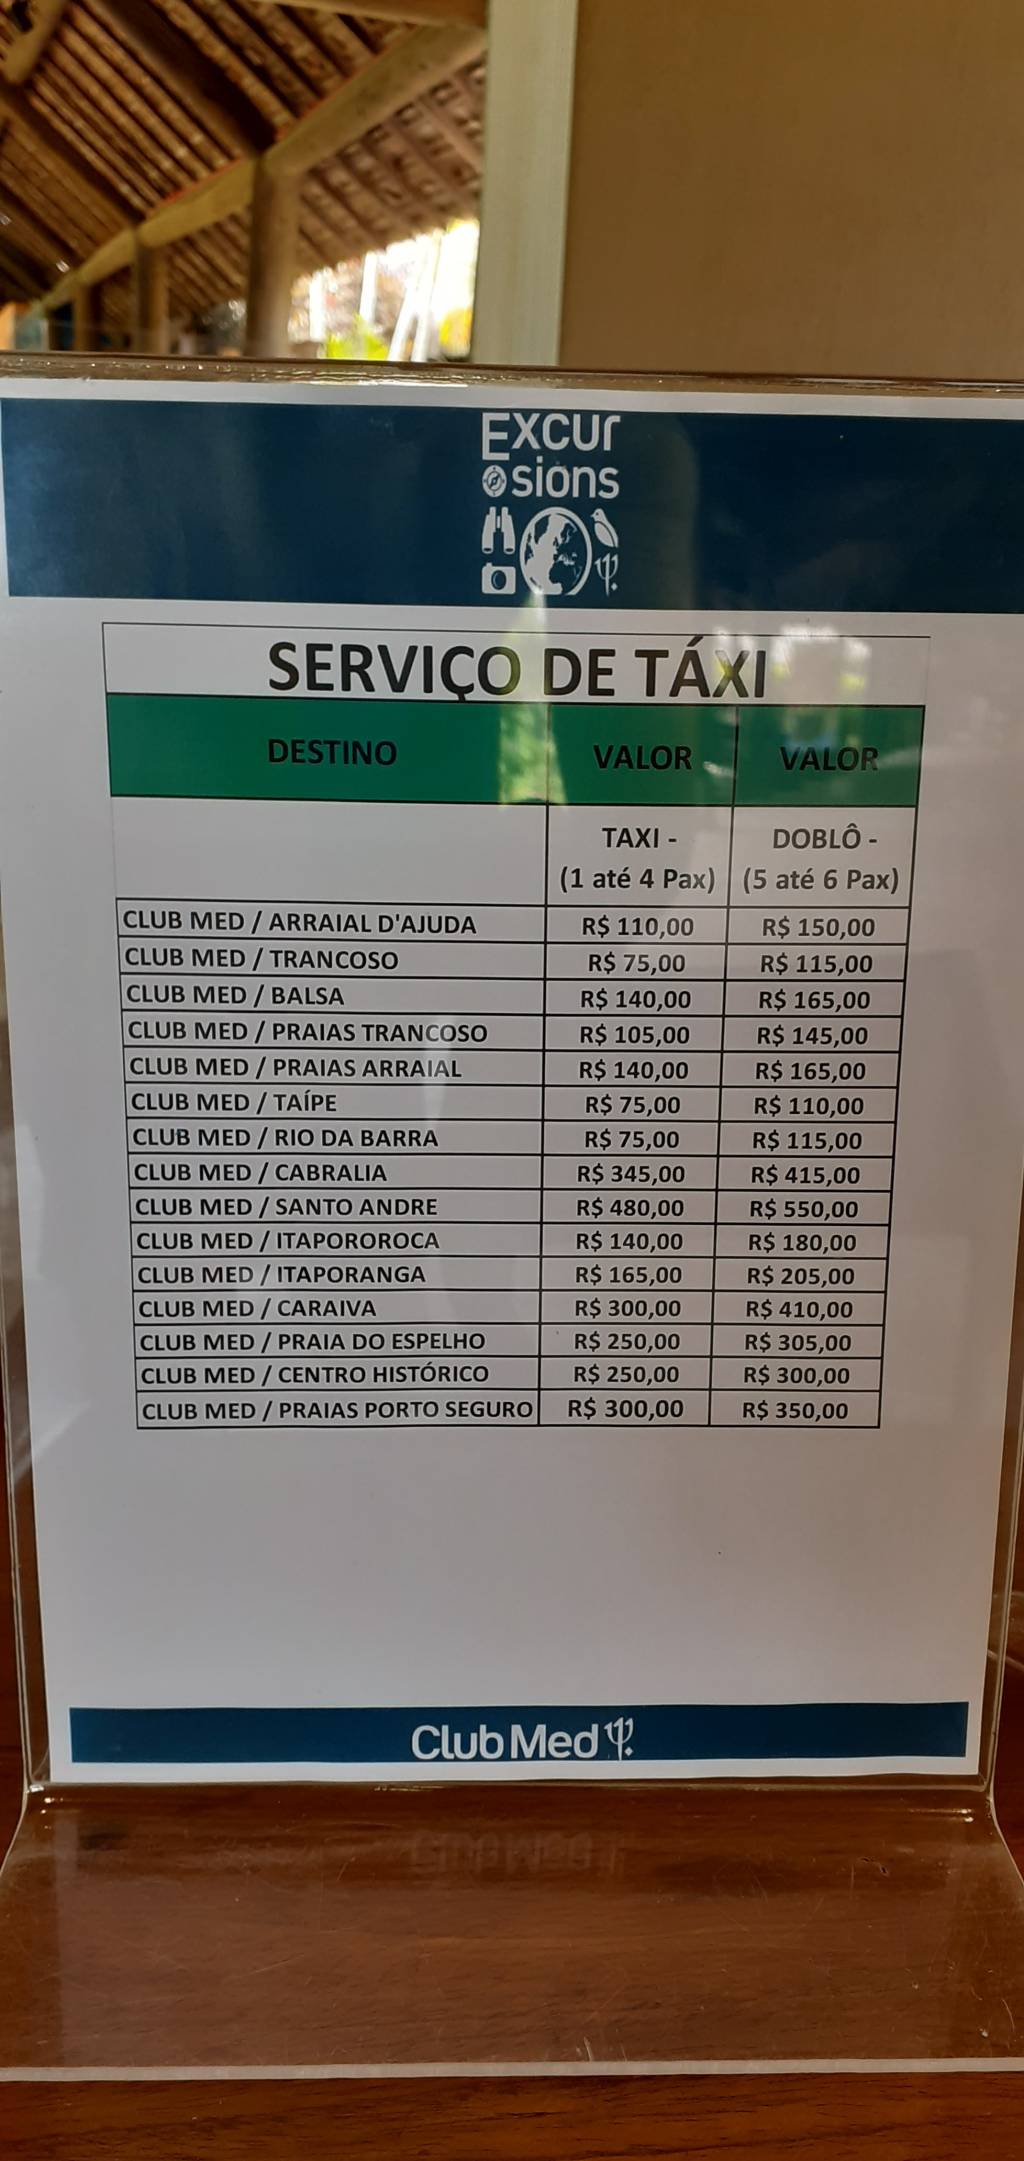 Excur
sions
SERVIÇO DE TÁXI
DESTINO VALOR VALOR
TAXI - DOBLÔ -
(1 até 4 Pax) (5 até 6 Pax)
CLUB MED / ARRAIAL D'AJUDA R$ 110,00 R$ 150,00
CLUB MED / TRANCOSO R$ 75,00 R$ 115,00
CLUB MED / BALSA R$ 140,00 R$ 165,00
CLUB MED / PRAIAS TRANCOSO R$ 105,00 R$ 145,00
CLUB MED / PRAIAS ARRAIAL R$ 140,00 R$ 165,00
CLUB MED / TAÍPE R$ 75,00 R$ 110,00
CLUB MED / RIO DA BARRA R$ 75,00 R$ 115,00
CLUB MED / CABRALIA R$ 345,00 R$ 415,00
CLUB MED / SANTO ANDRE R$ 480,00 R$ 550,00
CLUB MED / ITAPOROROCA R$ 140,00 R$ 180,00
CLUB MED / ITAPORANGA R$ 165,00 R$ 205,00
CLUB MED / CARAIVA R$ 300,00 R$ 410,00
CLUB MED / PRAIA DO ESPELHO R$ 250,00 R$ 305,00
CLUB MED / CENTRO HISTÓRICO R$ 250,00 R$ 300,00
CLUB MED / PRAIAS PORTO SEGURO R$ 300,00 R$ 350,00
Club Med